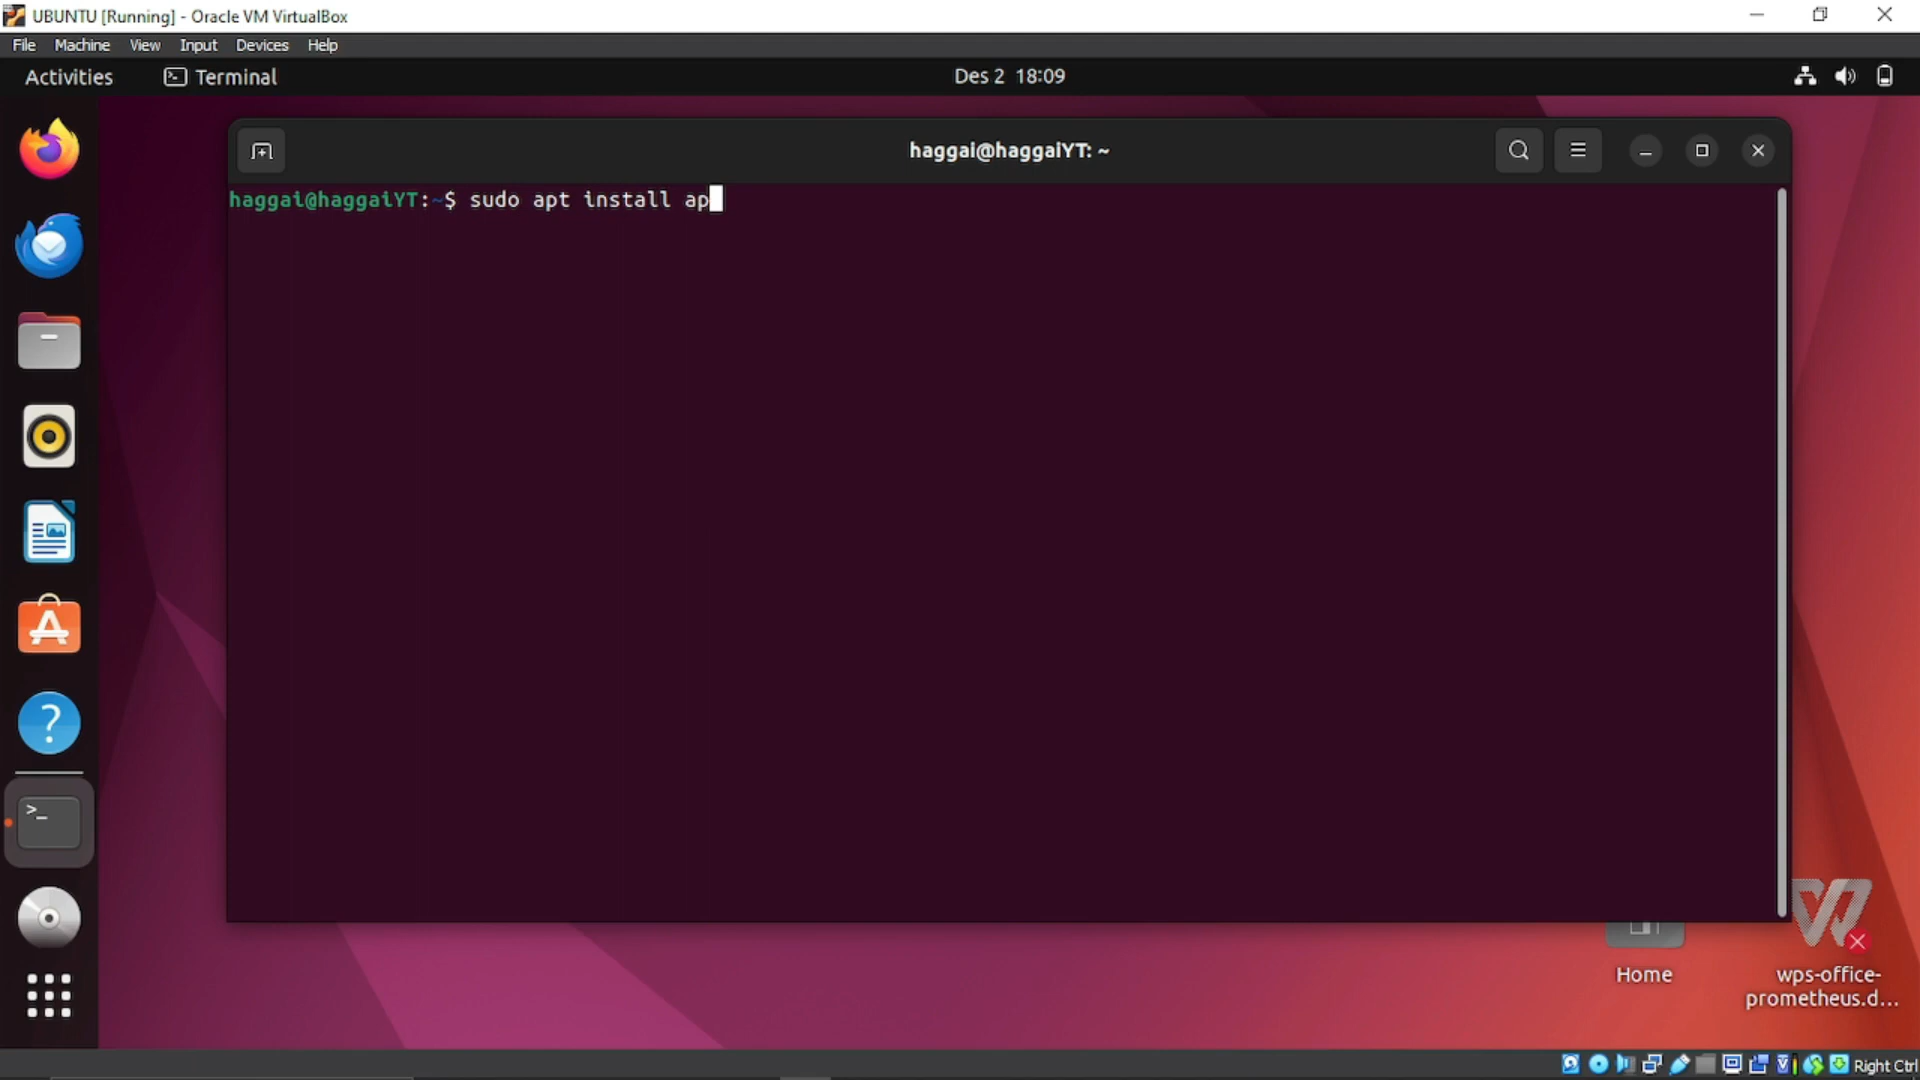 UBUNTU [Running] - Oracle VM VirtualBox
File Machine View Input Devices Help
Activities Terminal Des 2 18:09
haggai@haggaiYT: ~
haggai@haggaiYT:~$ sudo apt install ap
Home
wps-office-
prometheus.d...
Right Ctrl